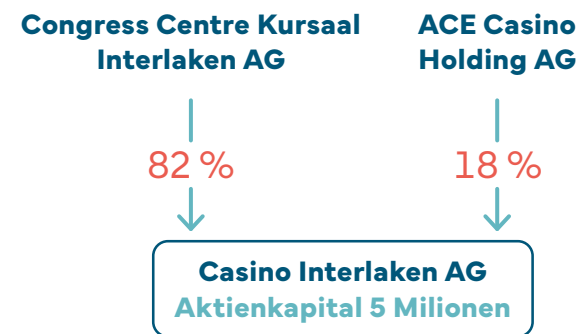 Congress Centre Kursaal
Interlaken AG
ACE Casino
Holding AG
82 %
18 %
Casino Interlaken AG
Aktienkapital 5 Milionen